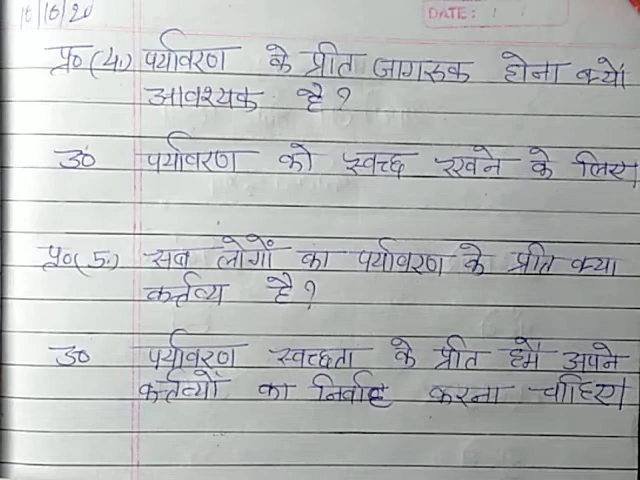 16/6/20
DATE: / /
प्र० (4.) पर्यावरण के प्रति जागरूक होना क्यों
आवश्यक है ?
उ० पर्यावरण को स्वच्छ रखने के लिए।
प्र० (5.) सब लोगों का पर्यावरण के प्रति क्या
कर्त्तव्य है ?
उ० पर्यावरण स्वच्छता के प्रति हमें अपने
कर्त्तव्यों का निर्वाह करना चाहिए।